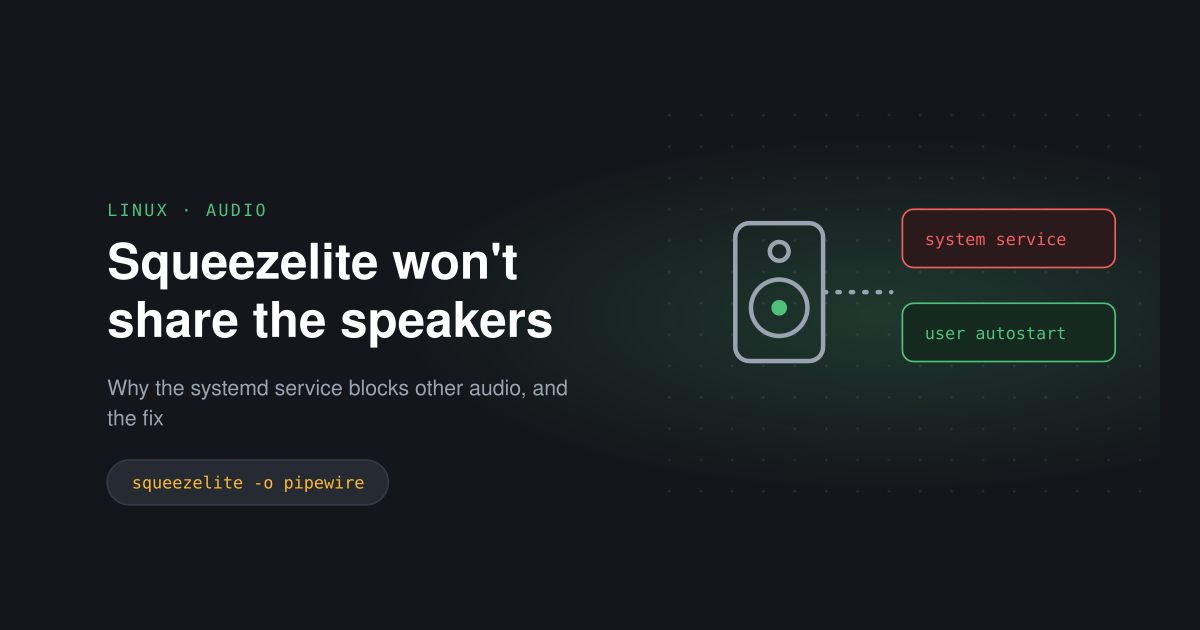 LINUX · AUDIO
Squeezelite won't
share the speakers
Why the systemd service blocks other audio, and
the fix
squeezelite -o pipewire
system service
user autostart